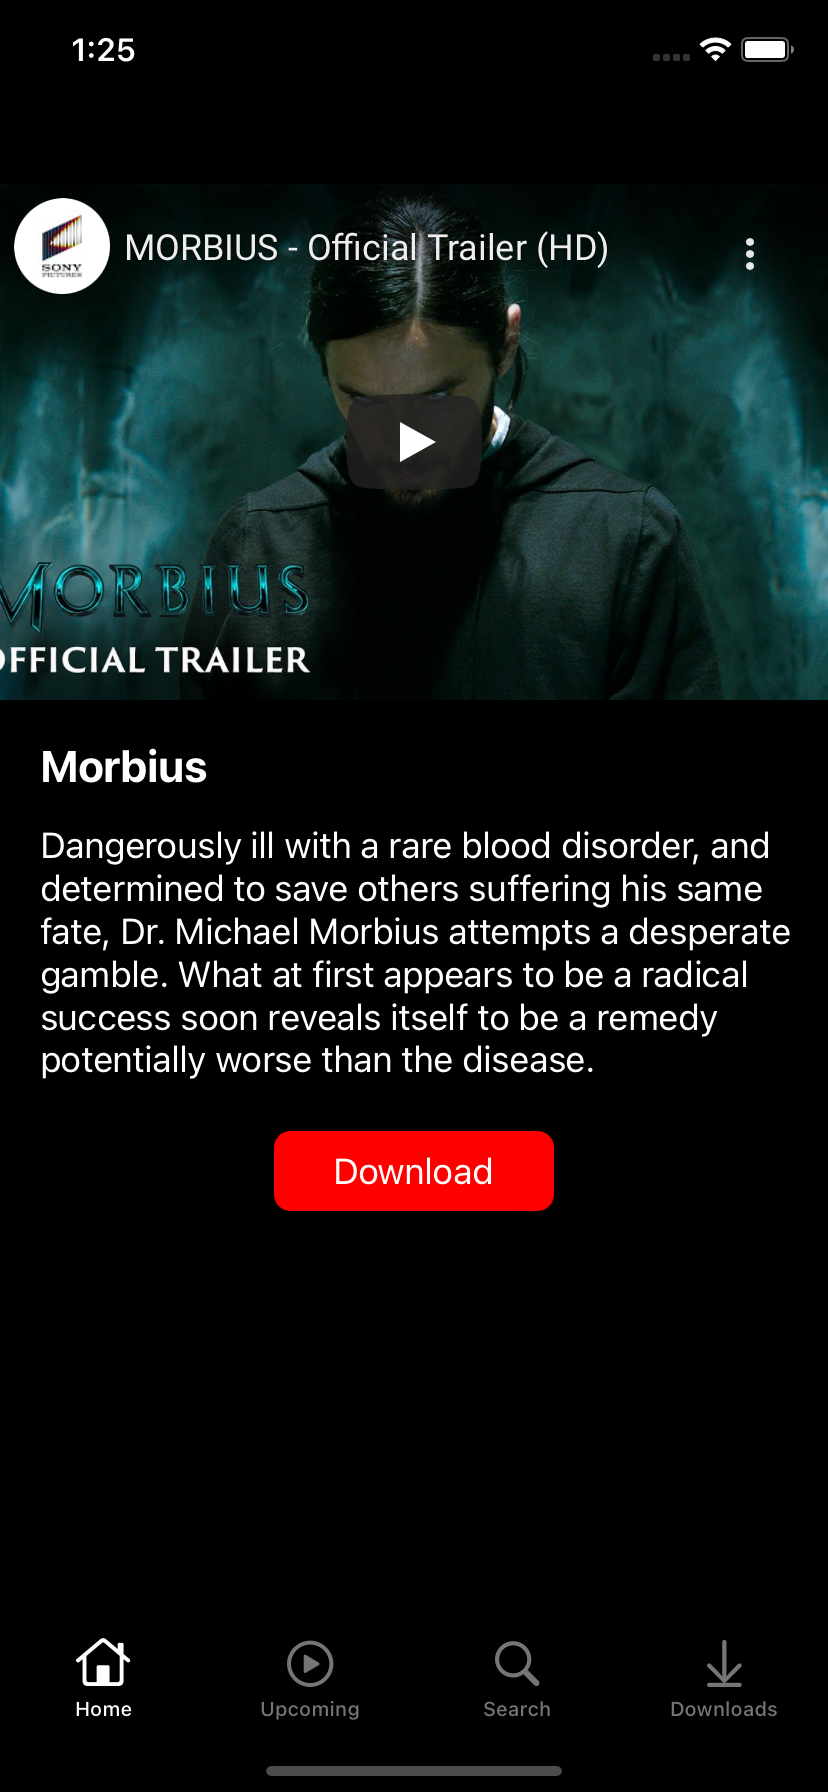 1:25
SONY
PICTURES
MORBIUS - Official Trailer (HD)
MORBIUS
OFFICIAL TRAILER
Morbius
Dangerously ill with a rare blood disorder, and
determined to save others suffering his same
fate, Dr. Michael Morbius attempts a desperate
gamble. What at first appears to be a radical
success soon reveals itself to be a remedy
potentially worse than the disease.
Download
Home
Upcoming
Search
Downloads